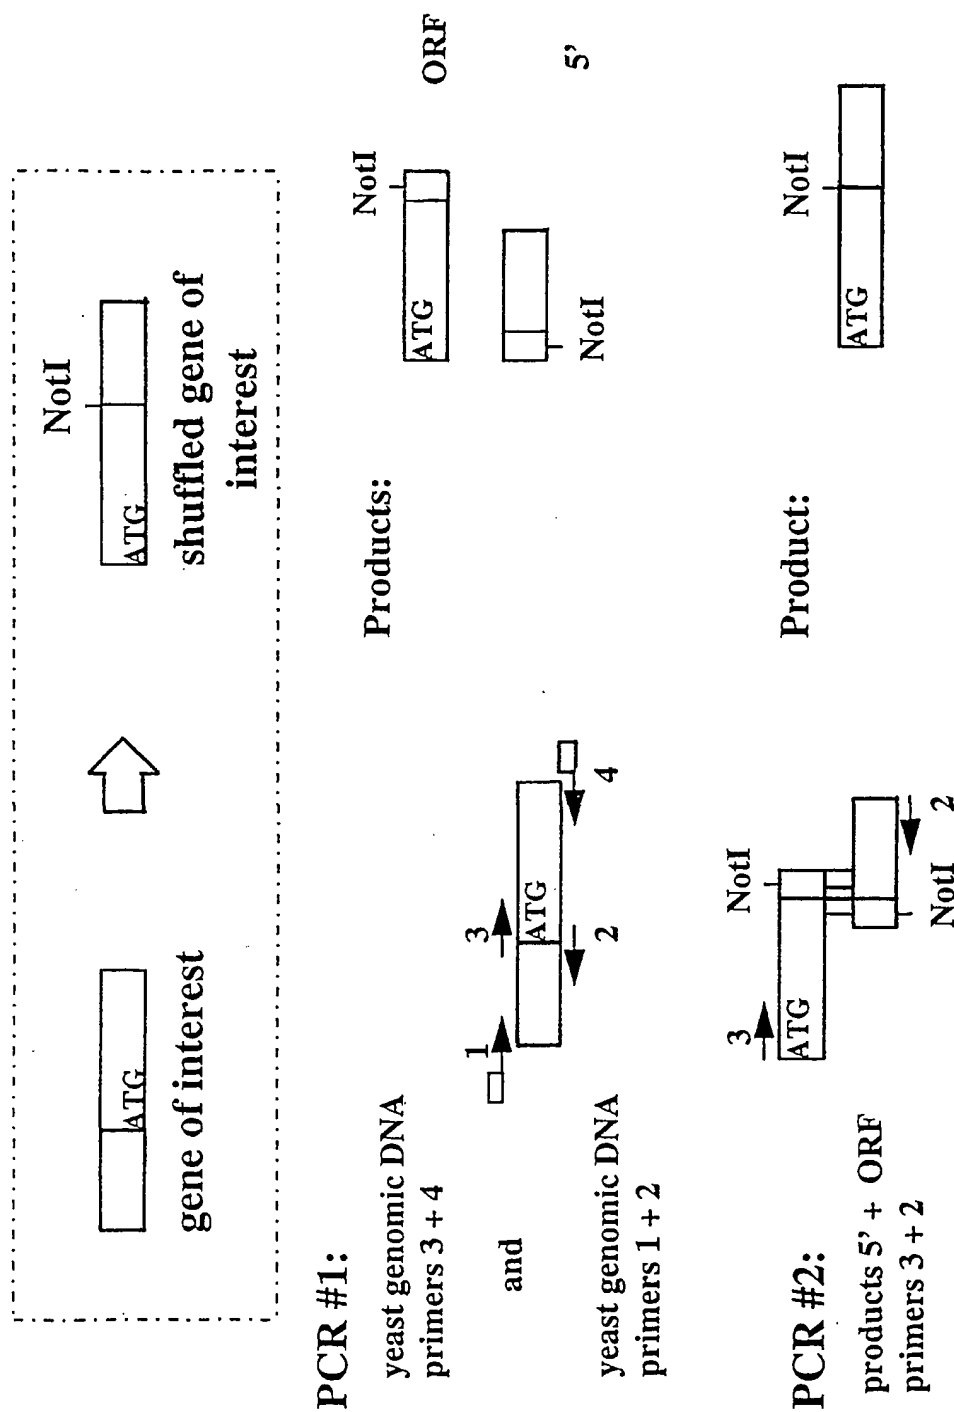 NotI
ATG
ATG
gene of interest
shuffled gene of
interest
PCR #1:
Products:
yeast genomic DNA
primers 3 + 4
and
yeast genomic DNA
primers 1 + 2
1
3
ATG
2
4
NotI
ATG
ORF
5'
NotI
PCR #2:
Product:
products 5' + ORF
primers 3 + 2
3
NotI
ATG
NotI
2
NotI
ATG